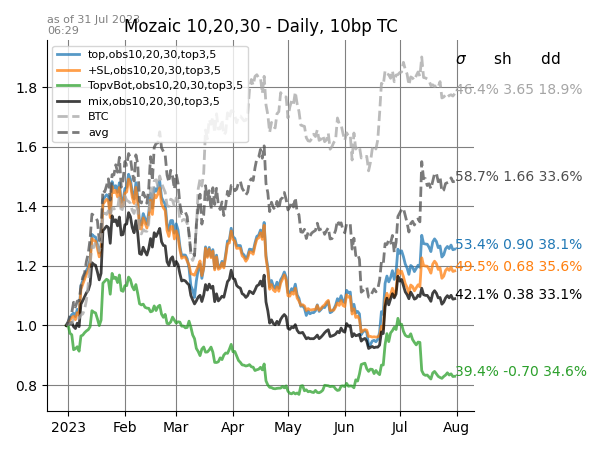 as of 31 Jul 2023
06:29
Mozaic 10,20,30 - Daily, 10bp TC
σ sh dd
top,obs10,20,30,top3,5
+SL,obs10,20,30,top3,5
TopvBot,obs10,20,30,top3,5
mix,obs10,20,30,top3,5
BTC
avg
46.4% 3.65 18.9%
58.7% 1.66 33.6%
53.4% 0.90 38.1%
49.5% 0.68 35.6%
42.1% 0.38 33.1%
39.4% -0.70 34.6%
1.8
1.6
1.4
1.2
1.0
0.8
2023 Feb Mar Apr May Jun Jul Aug